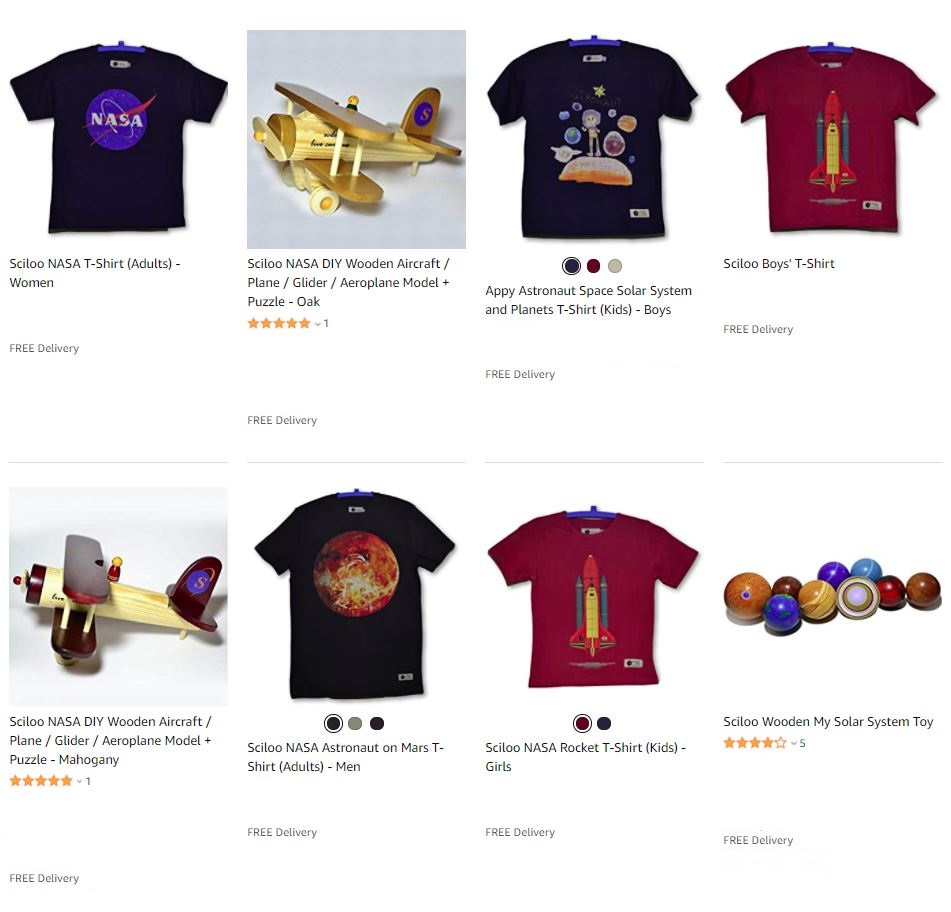 NASA
S
Sciloo NASA T-Shirt (Adults) -
Women
FREE Delivery
Sciloo NASA DIY Wooden Aircraft /
Plane / Glider / Aeroplane Model +
Puzzle - Oak
1
FREE Delivery
ASTRONAUT
Appy Astronaut Space Solar System
and Planets T-Shirt (Kids) - Boys
FREE Delivery
Sciloo Boys' T-Shirt
FREE Delivery
S
Sciloo NASA DIY Wooden Aircraft /
Plane / Glider / Aeroplane Model +
Puzzle - Mahogany
1
FREE Delivery
Sciloo NASA Astronaut on Mars T-
Shirt (Adults) - Men
FREE Delivery
Sciloo NASA Rocket T-Shirt (Kids) -
Girls
FREE Delivery
Sciloo Wooden My Solar System Toy
5
FREE Delivery